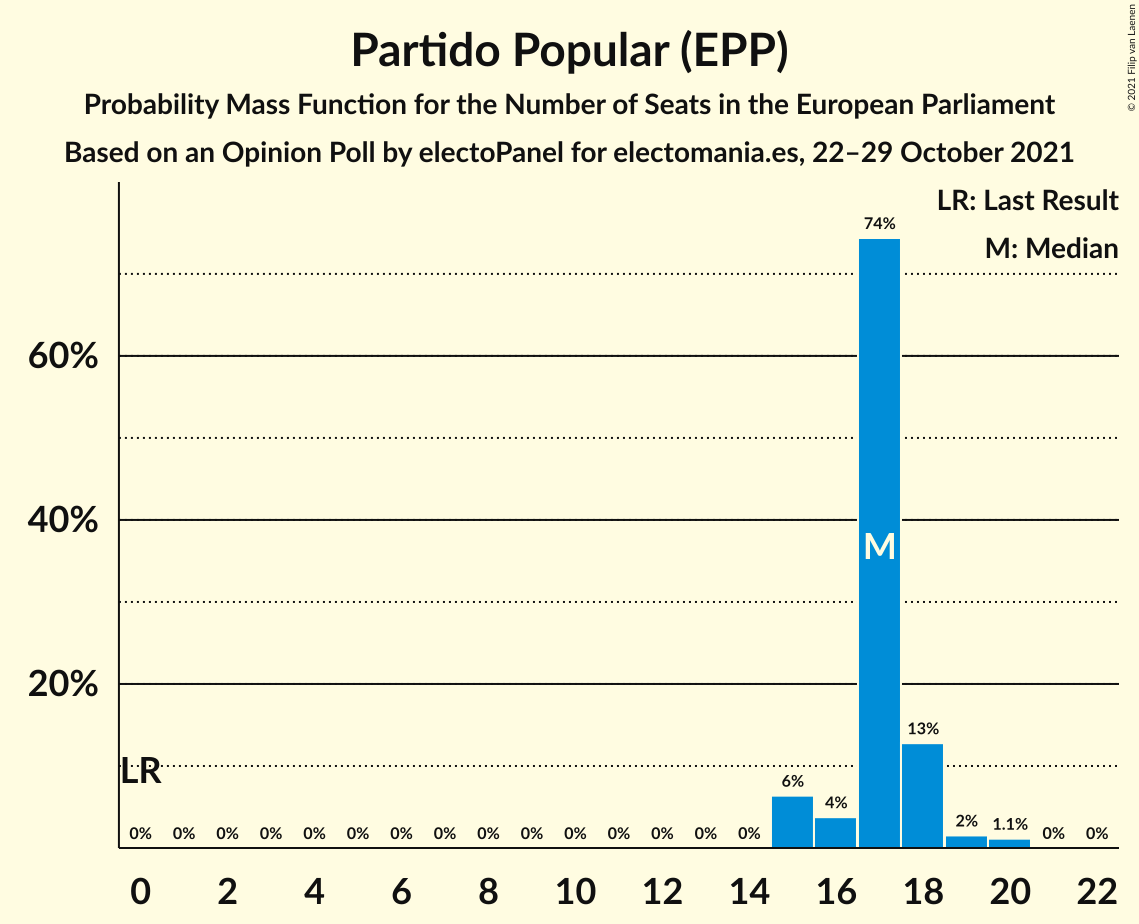 Partido Popular (EPP)
Probability Mass Function for the Number of Seats in the European Parliament
Based on an Opinion Poll by electoPanel for electomania.es, 22–29 October 2021
© 2021 Filip van Laenen
LR: Last Result
M: Median
74%
60%
40%
M
20%
13%
LR
6%
4%
0% 0% 0% 0% 0% 0% 0% 0% 0% 0% 0% 0% 0% 0% 0% 2% 1.1% 0% 0%
0 2 4 6 8 10 12 14 16 18 20 22